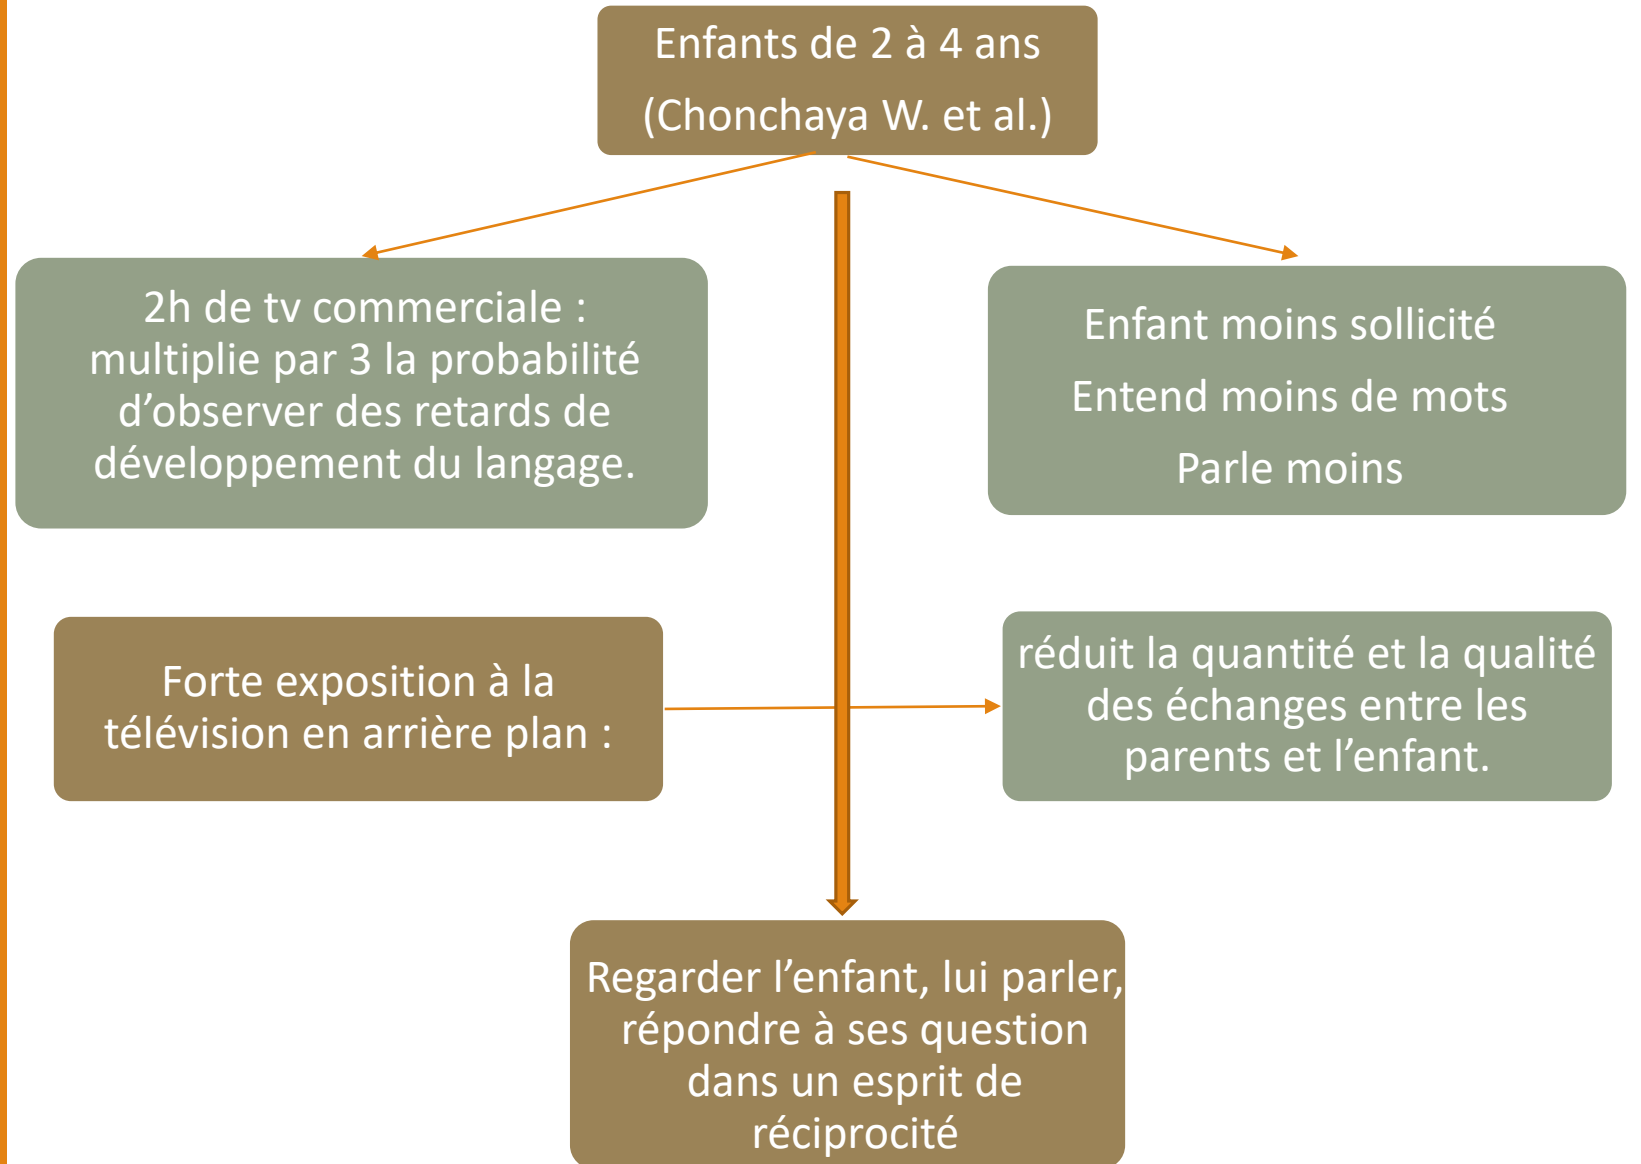 Enfants de 2 à 4 ans
(Chonchaya W. et al.)
2h de tv commerciale :
multiplie par 3 la probabilité
d’observer des retards de
développement du langage.
Enfant moins sollicité
Entend moins de mots
Parle moins
Forte exposition à la
télévision en arrière plan :
réduit la quantité et la qualité
des échanges entre les
parents et l’enfant.
Regarder l’enfant, lui parler,
répondre à ses question
dans un esprit de
réciprocité